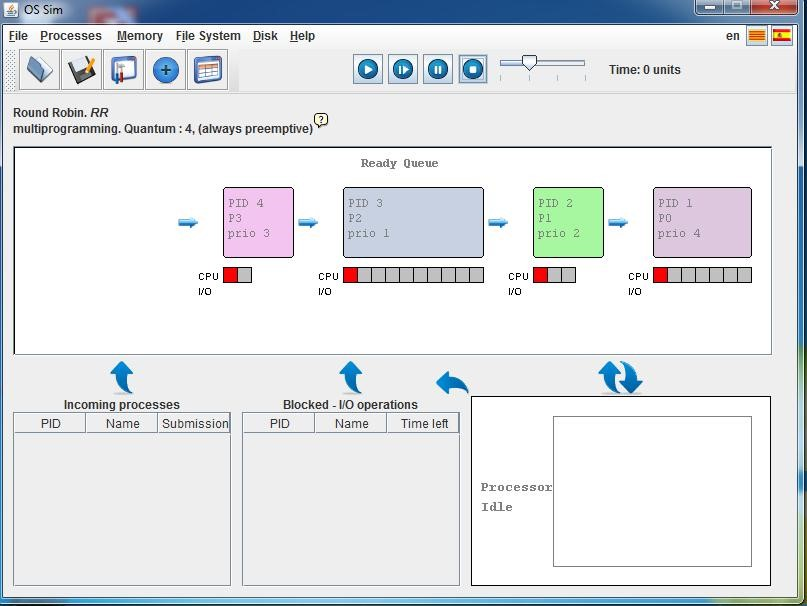 OS Sim
File Processes Memory File System Disk Help en
Time: 0 units
Round Robin. RR
multiprogramming. Quantum : 4, (always preemptive) ?
Ready Queue
PID 4
P3
prio 3
CPU
I/O
PID 3
P2
prio 1
CPU
I/O
PID 2
P1
prio 2
CPU
I/O
PID 1
P0
prio 4
CPU
I/O
Incoming processes
PID Name Submission
Blocked - I/O operations
PID Name Time left
Processor
Idle